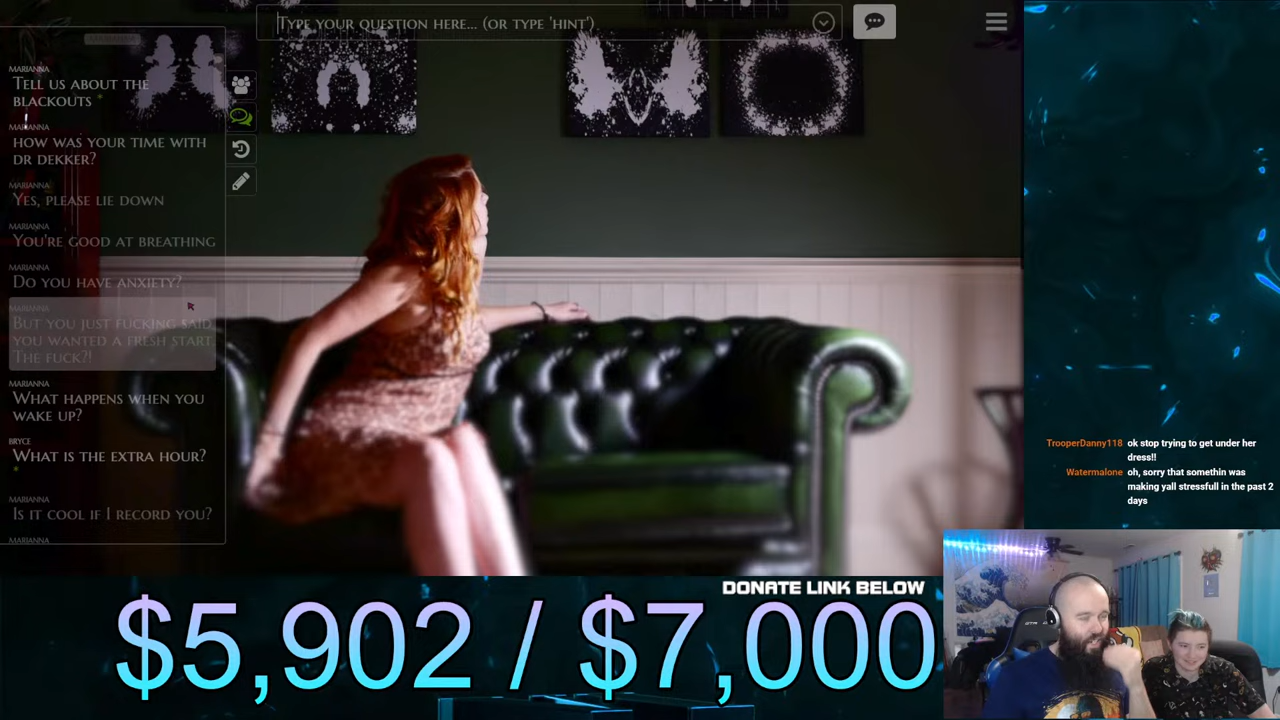 Type your question here... (or type 'hint')
Marianna
Tell us about the
blackouts *
Marianna
how was your time with
Dr Dekker?
Marianna
Yes, please lie down
Marianna
You're good at breathing
Marianna
Do you have anxiety?
Marianna
But you just fucking said
you wanted a fresh start.
The fuck?!
Marianna
What happens when you
wake up?
Bryce
What is the extra hour?
*
Marianna
Is it cool if I record you?
Marianna
TrooperDanny118 ok stop trying to get under her
dress!!
Watermalone oh, sorry that somethin was
making yall stressfull in the past 2
days
DONATE LINK BELOW
$5,902 / $7,000